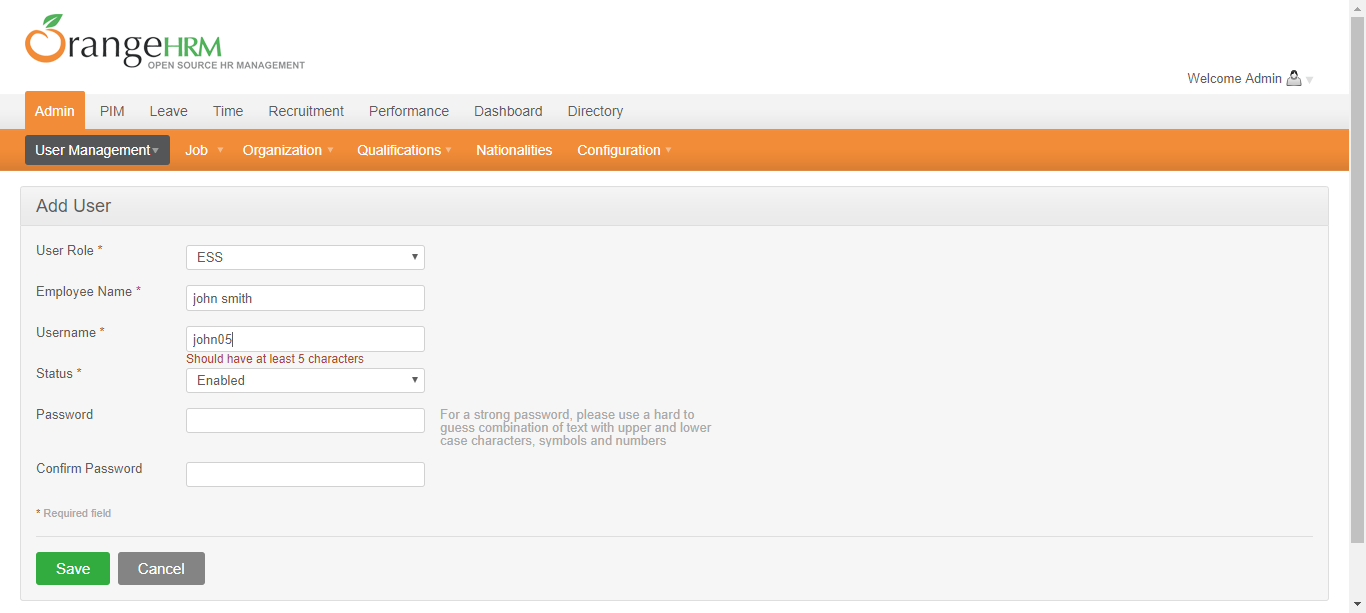 OrangeHRM
OPEN SOURCE HR MANAGEMENT
Welcome Admin
Admin PIM Leave Time Recruitment Performance Dashboard Directory
User Management Job Organization Qualifications Nationalities Configuration
Add User
User Role * ESS
Employee Name * john smith
Username * john05
Should have at least 5 characters
Status * Enabled
Password For a strong password, please use a hard to
guess combination of text with upper and lower
case characters, symbols and numbers
Confirm Password
* Required field
Save Cancel